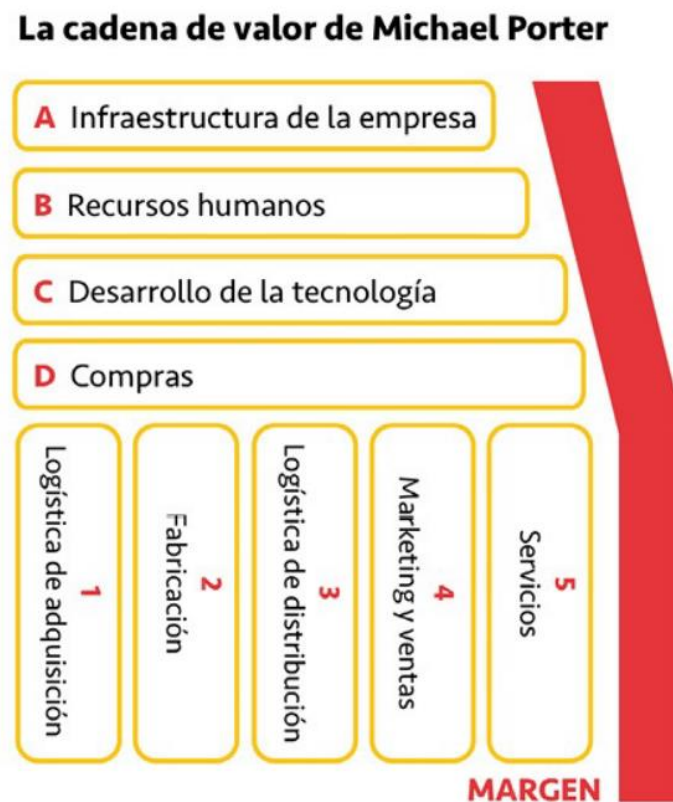 La cadena de valor de Michael Porter
A Infraestructura de la empresa
B Recursos humanos
C Desarrollo de la tecnología
D Compras
1
Logística de adquisición
2
Fabricación
3
Logística de distribución
4
Marketing y ventas
5
Servicios
MARGEN